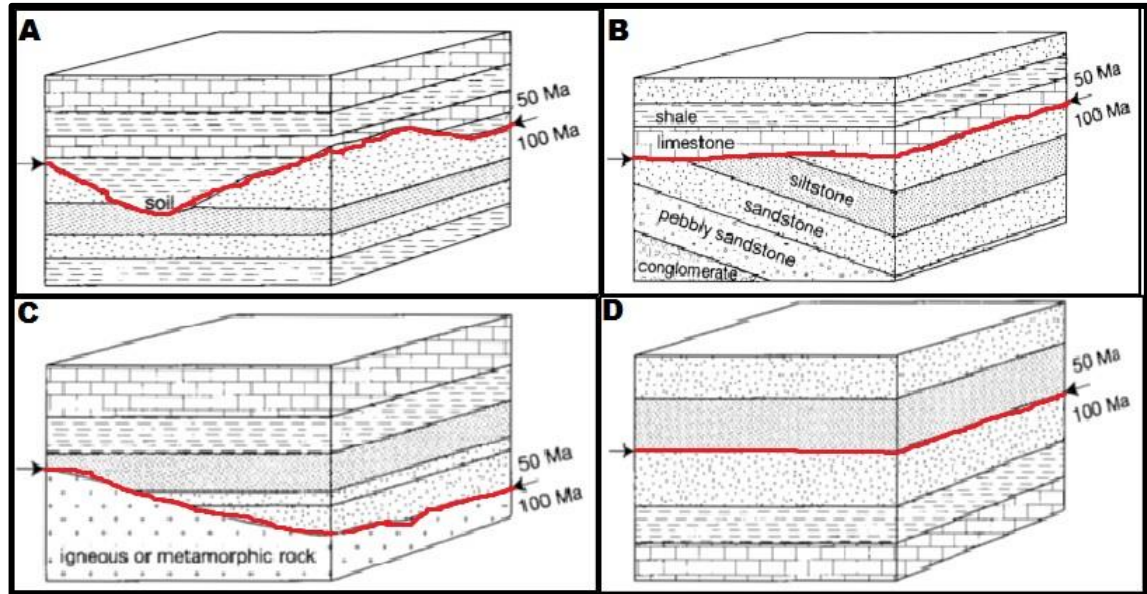 A
50 Ma
100 Ma
soil
B
50 Ma
100 Ma
shale
limestone
siltstone
sandstone
pebbly sandstone
conglomerate
C
50 Ma
100 Ma
igneous or metamorphic rock
D
50 Ma
100 Ma